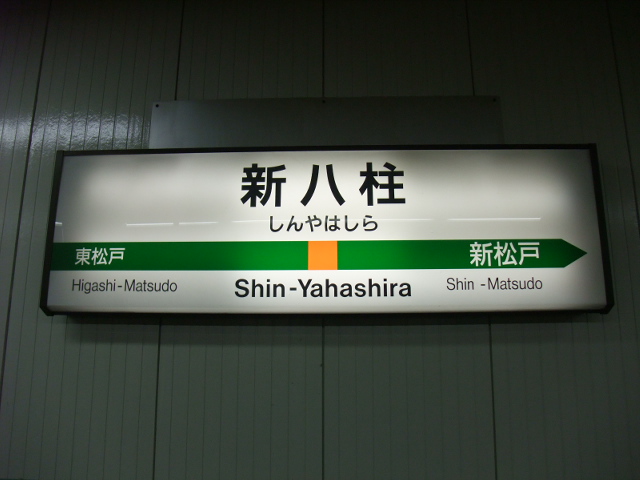 新八柱
しんやはしら
東松戸 新松戸
Higashi-Matsudo Shin-Yahashira Shin -Matsudo